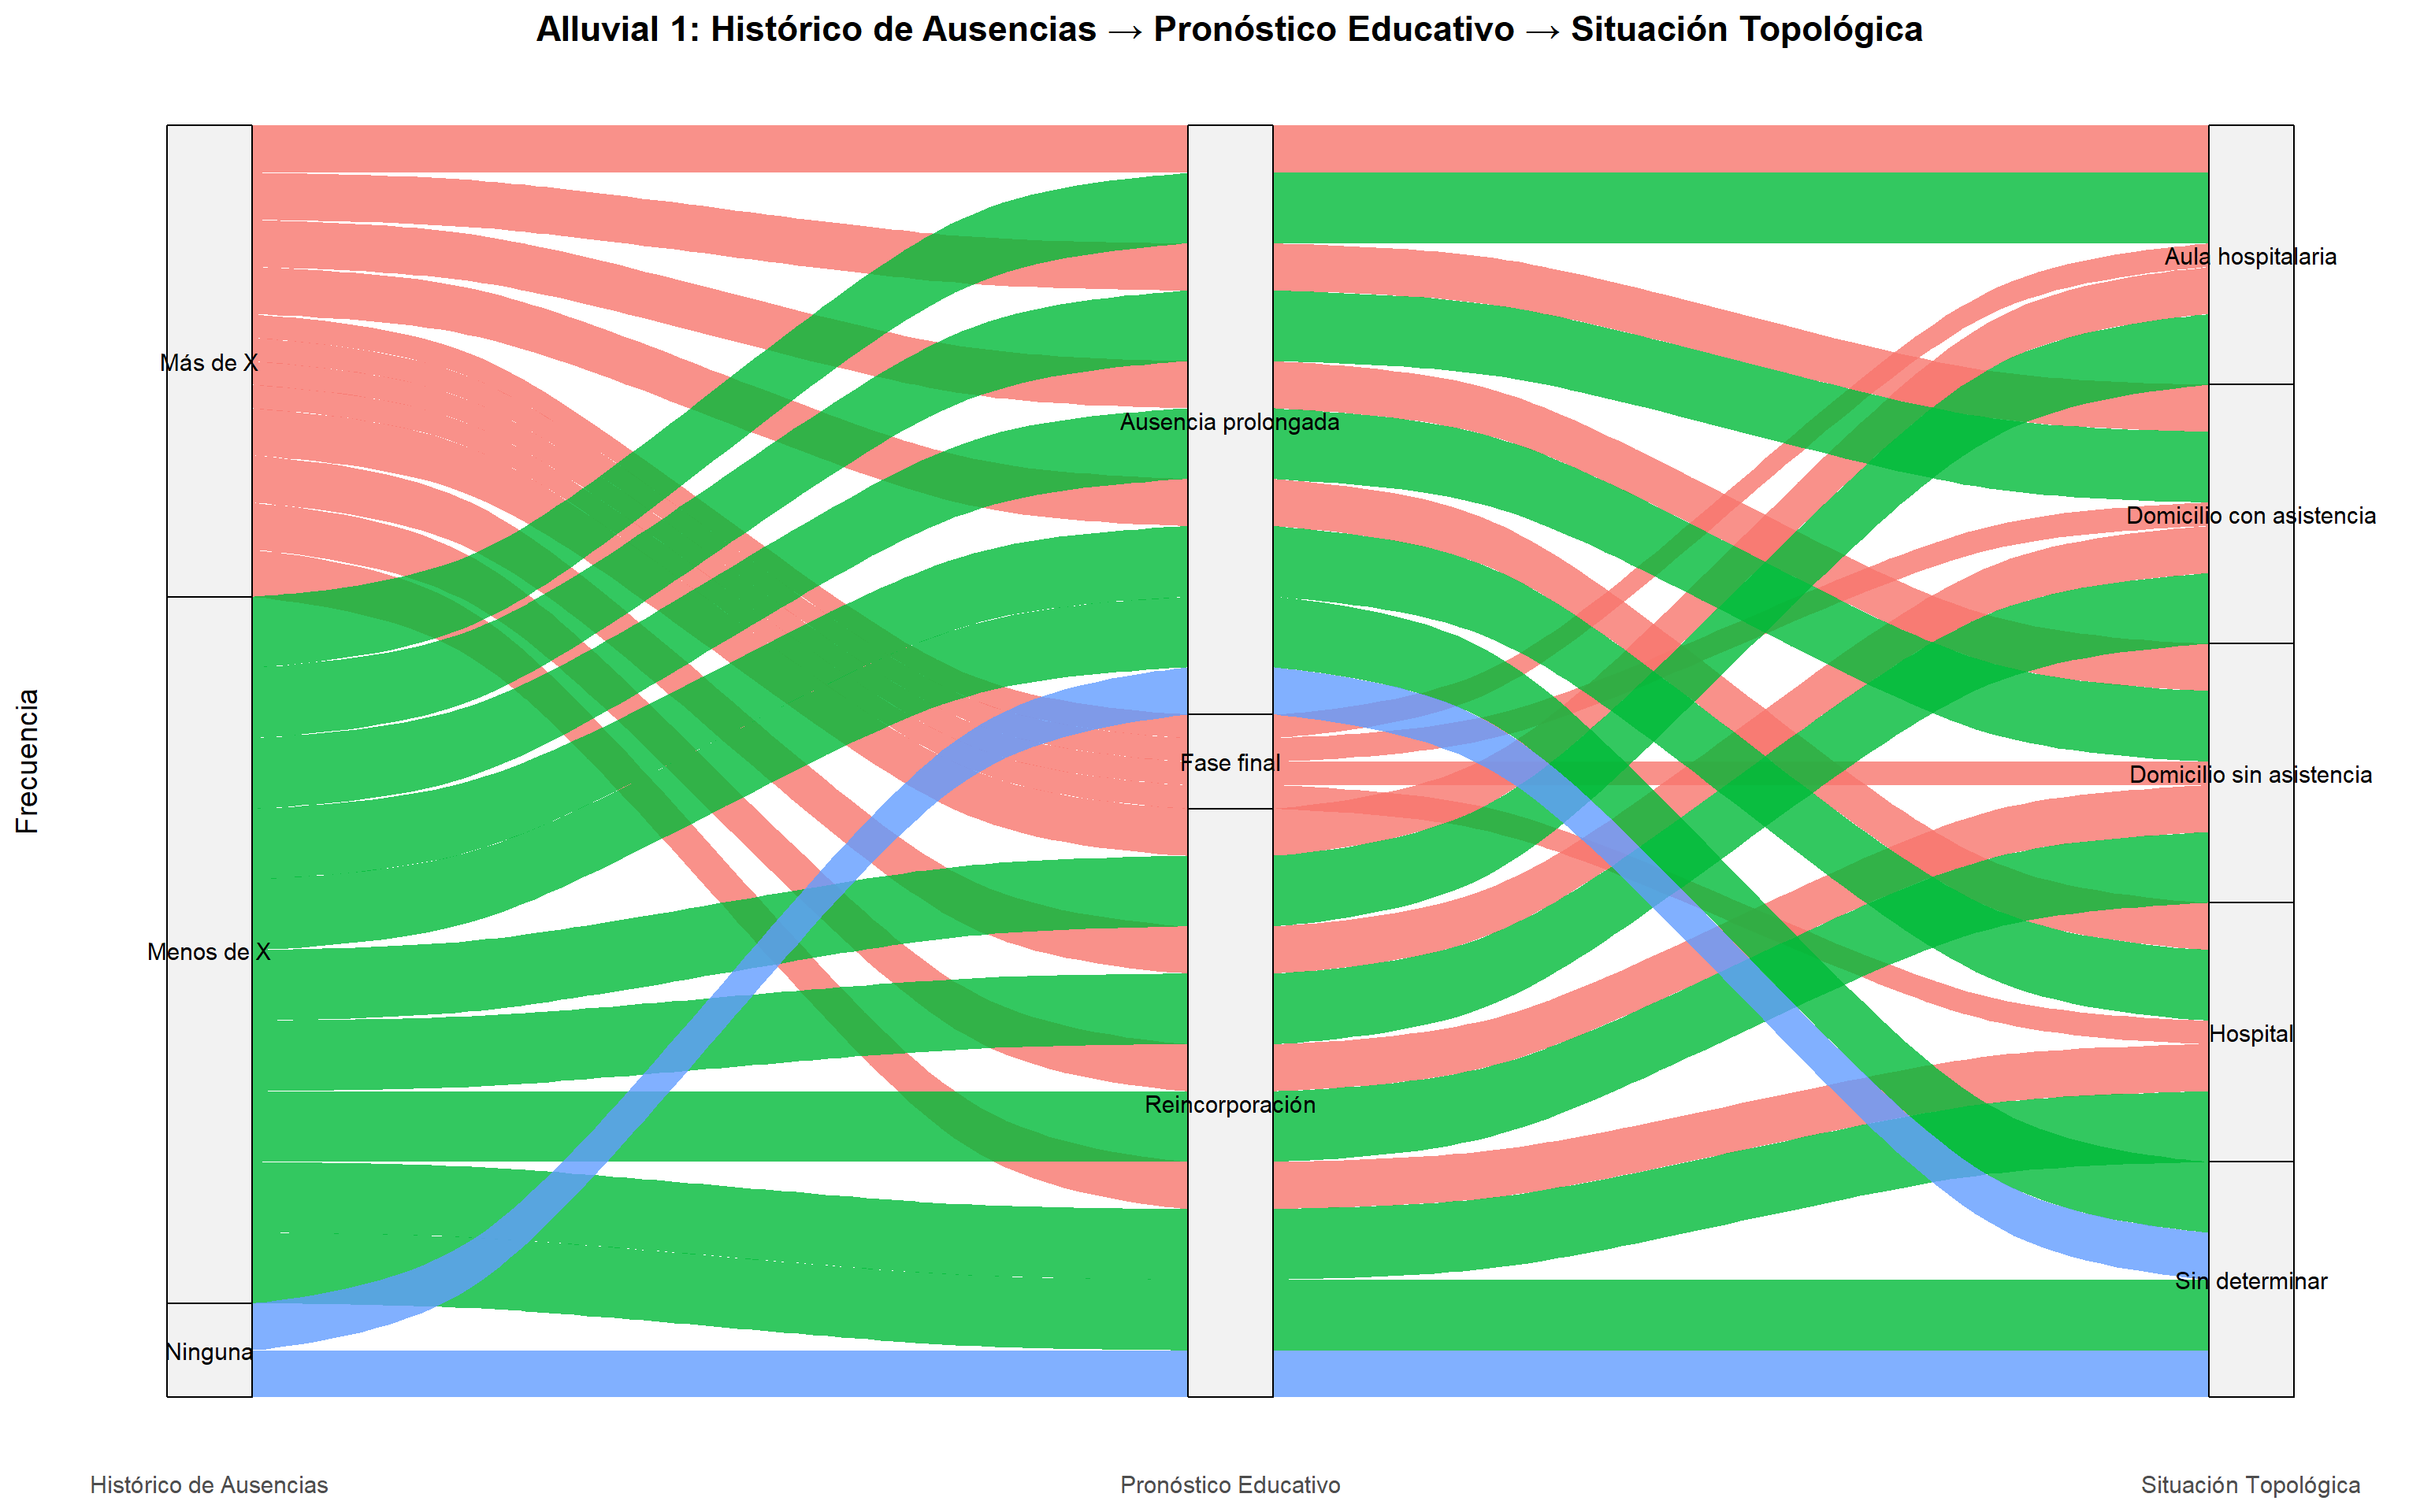 Alluvial 1: Histórico de Ausencias → Pronóstico Educativo → Situación Topológica
Frecuencia
Más de X
Menos de X
Ninguna
Ausencia prolongada
Fase final
Reincorporación
Aula hospitalaria
Domicilio con asistencia
Domicilio sin asistencia
Hospital
Sin determinar
Histórico de Ausencias
Pronóstico Educativo
Situación Topológica